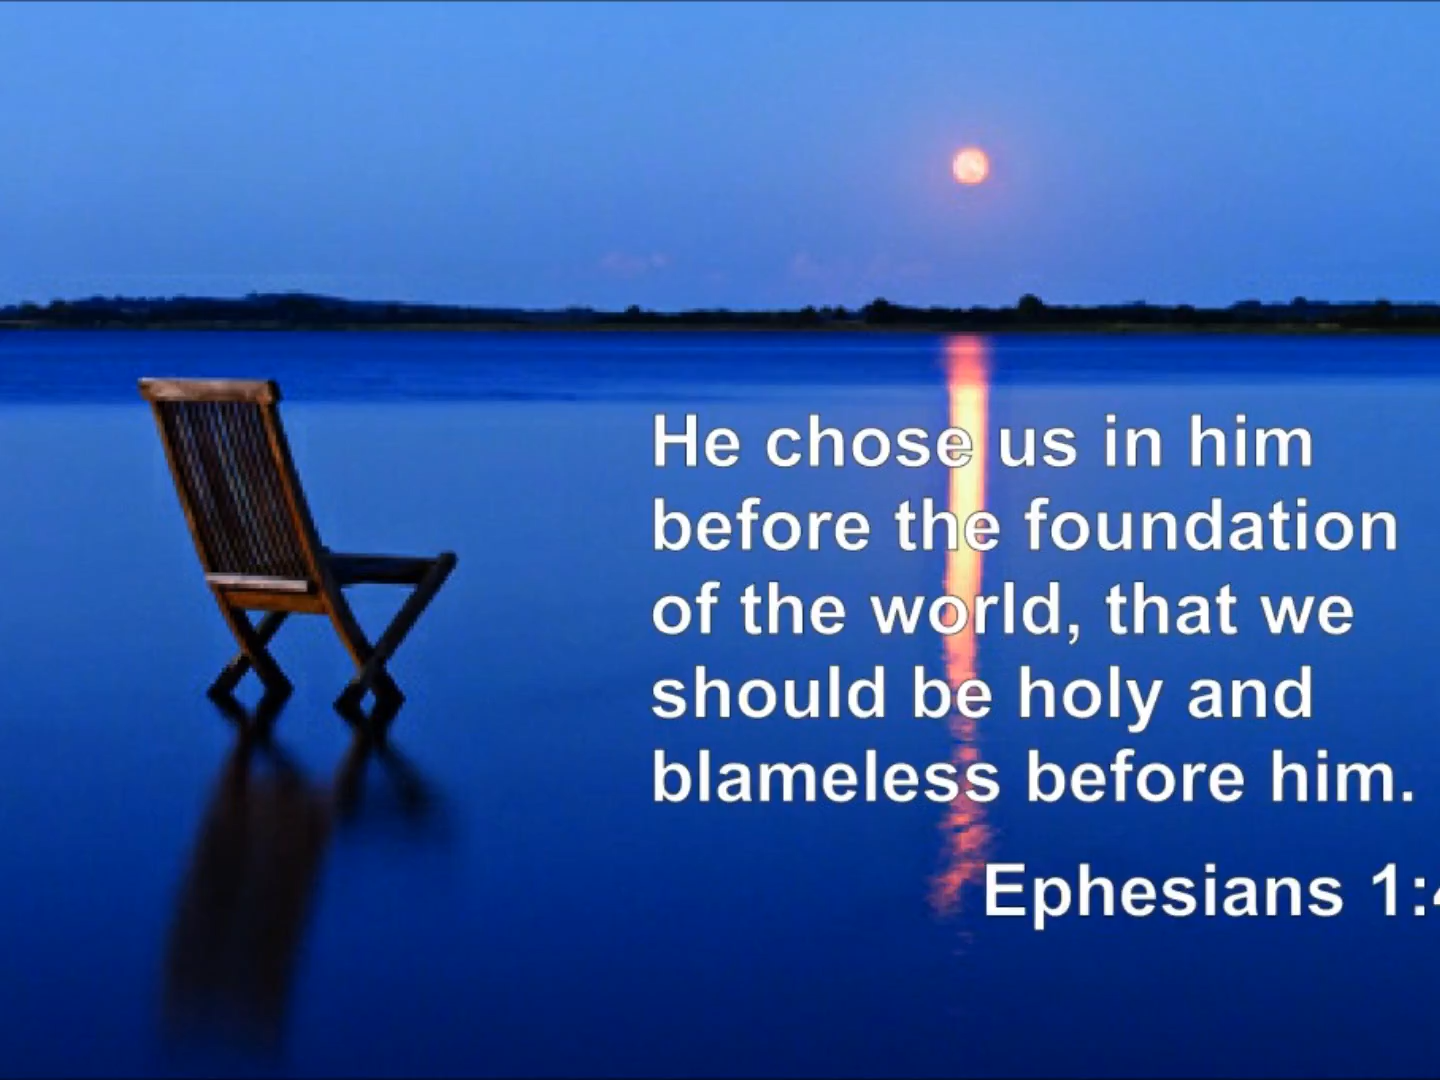 He chose us in him
before the foundation
of the world, that we
should be holy and
blameless before him.
Ephesians 1:4